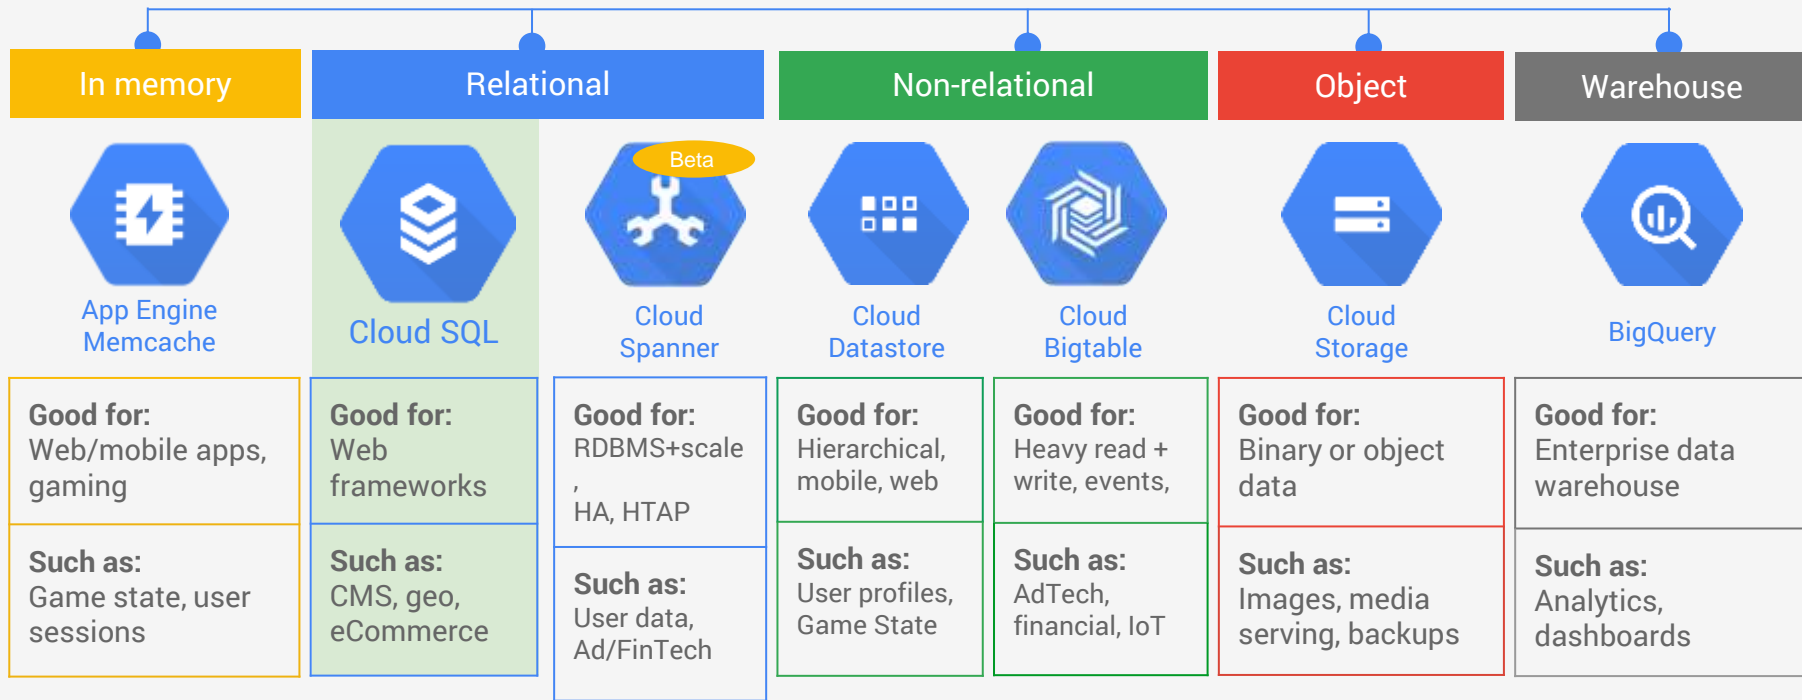 In memory
Relational
Non-relational
Object
Warehouse
Beta
App Engine
Memcache
Cloud SQL
Cloud
Spanner
Cloud
Datastore
Cloud
Bigtable
Cloud
Storage
BigQuery
Good for:
Web/mobile apps,
gaming
Such as:
Game state, user
sessions
Good for:
Web
frameworks
Such as:
CMS, geo,
eCommerce
Good for:
RDBMS+scale
,
HA, HTAP
Such as:
User data,
Ad/FinTech
Good for:
Hierarchical,
mobile, web
Such as:
User profiles,
Game State
Good for:
Heavy read +
write, events,
Such as:
AdTech,
financial, IoT
Good for:
Binary or object
data
Such as:
Images, media
serving, backups
Good for:
Enterprise data
warehouse
Such as:
Analytics,
dashboards